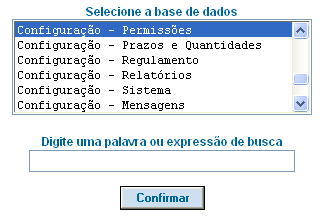 Selecione a base de dados
Configuração - Permissões
Configuração - Prazos e Quantidades
Configuração - Regulamento
Configuração - Relatórios
Configuração - Sistema
Configuração - Mensagens
Digite uma palavra ou expressão de busca
Confirmar